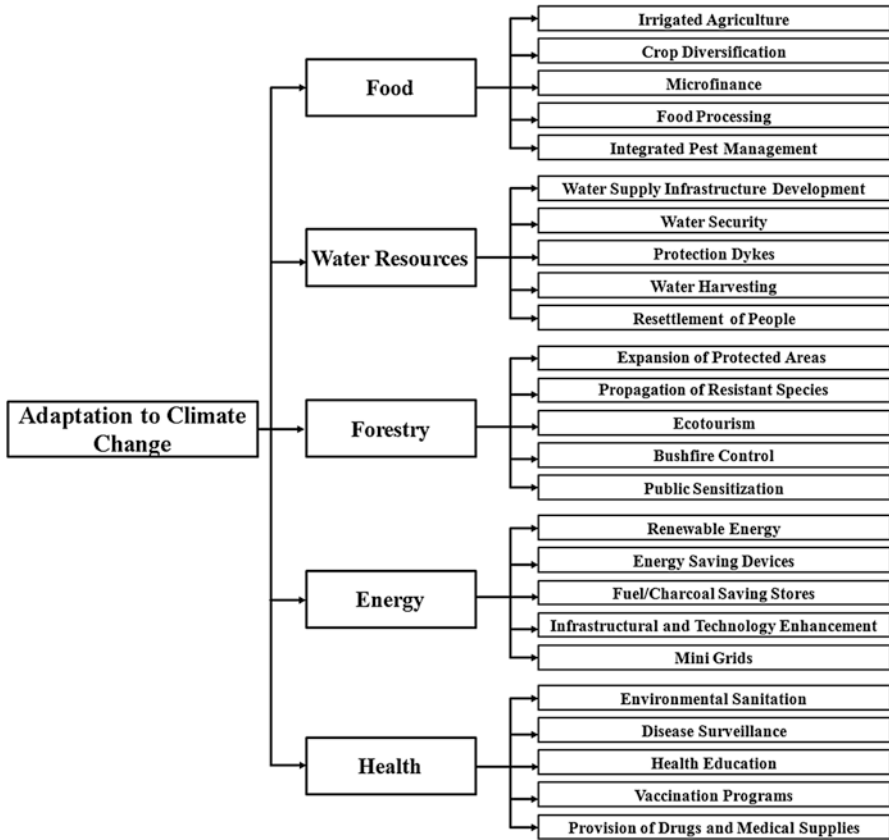 Adaptation to Climate
Change
Food
Irrigated Agriculture
Crop Diversification
Microfinance
Food Processing
Integrated Pest Management
Water Resources
Water Supply Infrastructure Development
Water Security
Protection Dykes
Water Harvesting
Resettlement of People
Forestry
Expansion of Protected Areas
Propagation of Resistant Species
Ecotourism
Bushfire Control
Public Sensitization
Energy
Renewable Energy
Energy Saving Devices
Fuel/Charcoal Saving Stores
Infrastructural and Technology Enhancement
Mini Grids
Health
Environmental Sanitation
Disease Surveillance
Health Education
Vaccination Programs
Provision of Drugs and Medical Supplies